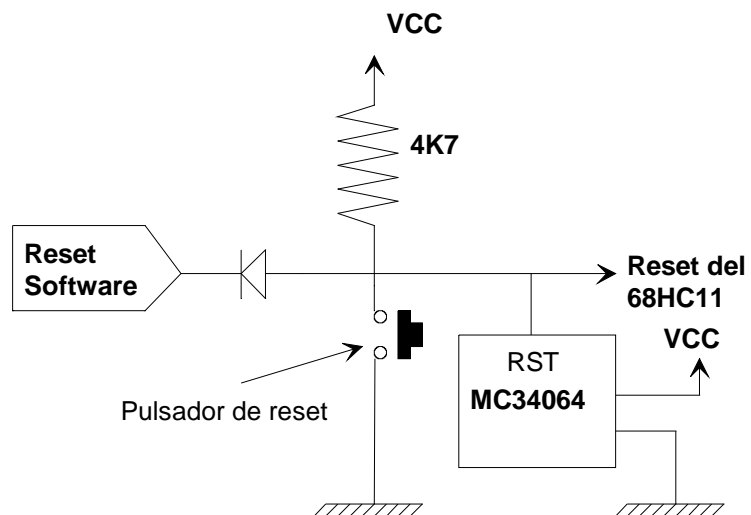 VCC
4K7
Reset
Software
Reset del
68HC11
VCC
RST
MC34064
Pulsador de reset